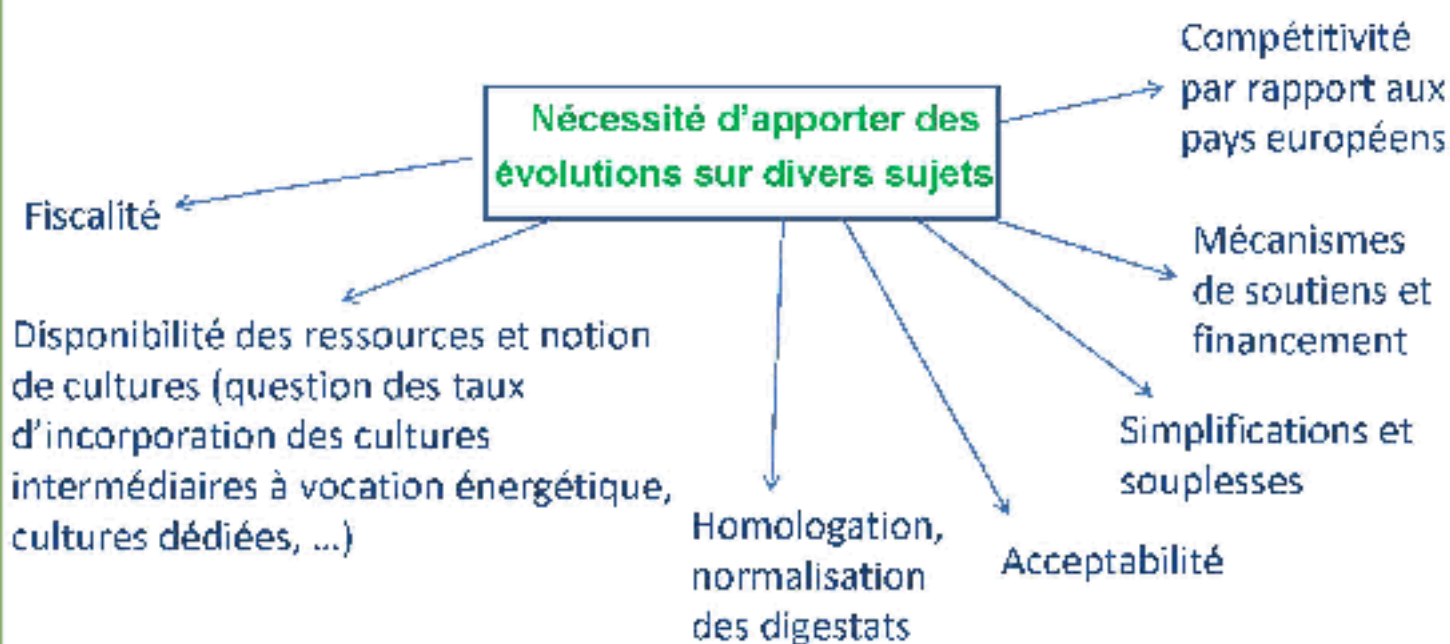 Nécessité d'apporter des
évolutions sur divers sujets
Compétitivité
par rapport aux
pays européens
Fiscalité
Mécanismes
de soutiens et
financement
Disponibilité des ressources et notion
de cultures (question des taux
d'incorporation des cultures
intermédiaires à vocation énergétique,
cultures dédiées, ...)
Simplifications et
souplesses
Homologation,
normalisation
des digestats
Acceptabilité